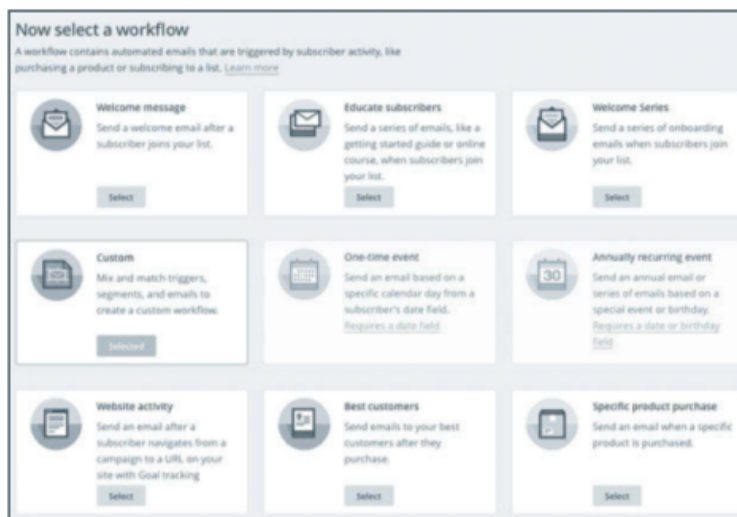 Now select a workflow
A workflow contains automated emails that are triggered by subscriber activity, like
purchasing a product or subscribing to a list. Learn more
Welcome message
Send a welcome email after a
subscriber joins your list.
Select
Educate subscribers
Send a series of emails, like a
getting started guide or online
course, when subscribers join
your list.
Select
Welcome Series
Send a series of onboarding
emails when subscribers join
your list.
Select
Custom
Mix and match triggers,
segments, and emails to
create a custom workflow.
Selected
One-time event
Send an email based on a
specific calendar day from a
subscriber's date field.
Requires a date field
30
Annually recurring event
Send an annual email or
series of emails based on a
special event or birthday.
Requires a date or birthday
field
Website activity
Send an email after a
subscriber navigates from a
campaign to a URL on your
site with Goal tracking
Select
Best customers
Send emails to your best
customers after they
purchase.
Select
Specific product purchase
Send an email when a specific
product is purchased.
Select